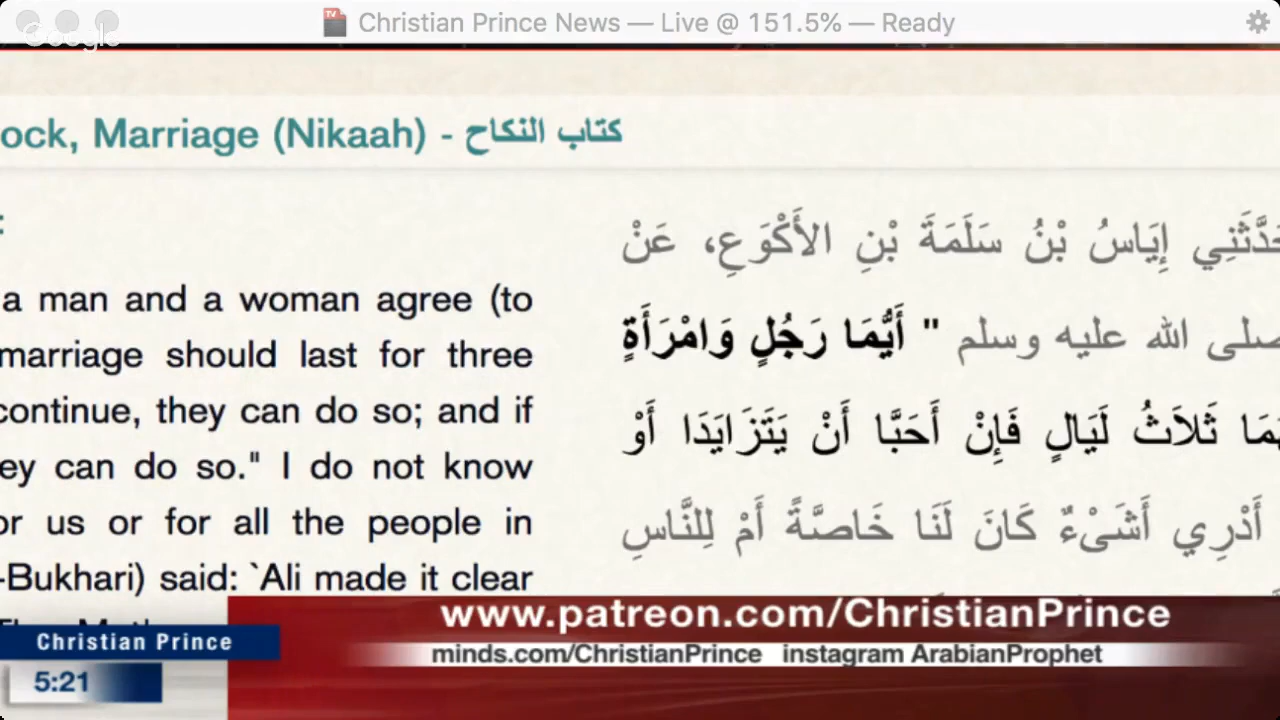 Christian Prince News — Live @ 151.5% — Ready
Google
ock, Marriage (Nikaah) - كتاب النكاح
:
a man and a woman agree (to
marriage should last for three
continue, they can do so; and if
ey can do so." I do not know
or us or for all the people in
-Bukhari) said: `Ali made it clear
حَدَّثَنِي إِيَاسُ بْنُ سَلَمَةَ بْنِ الأَكْوَعِ، عَنْ
صلى الله عليه وسلم " أَيُّمَا رَجُلٍ وَامْرَأَةٍ
ثَلاَثُ لَيَالٍ فَإِنْ أَحَبَّا أَنْ يَتَزَايَدَا أَوْ
أَدْرِي أَشَىْءٌ كَانَ لَنَا خَاصَّةً أَمْ لِلنَّاسِ
www.patreon.com/ChristianPrince
Christian Prince
minds.com/ChristianPrince instagram ArabianProphet
5:21